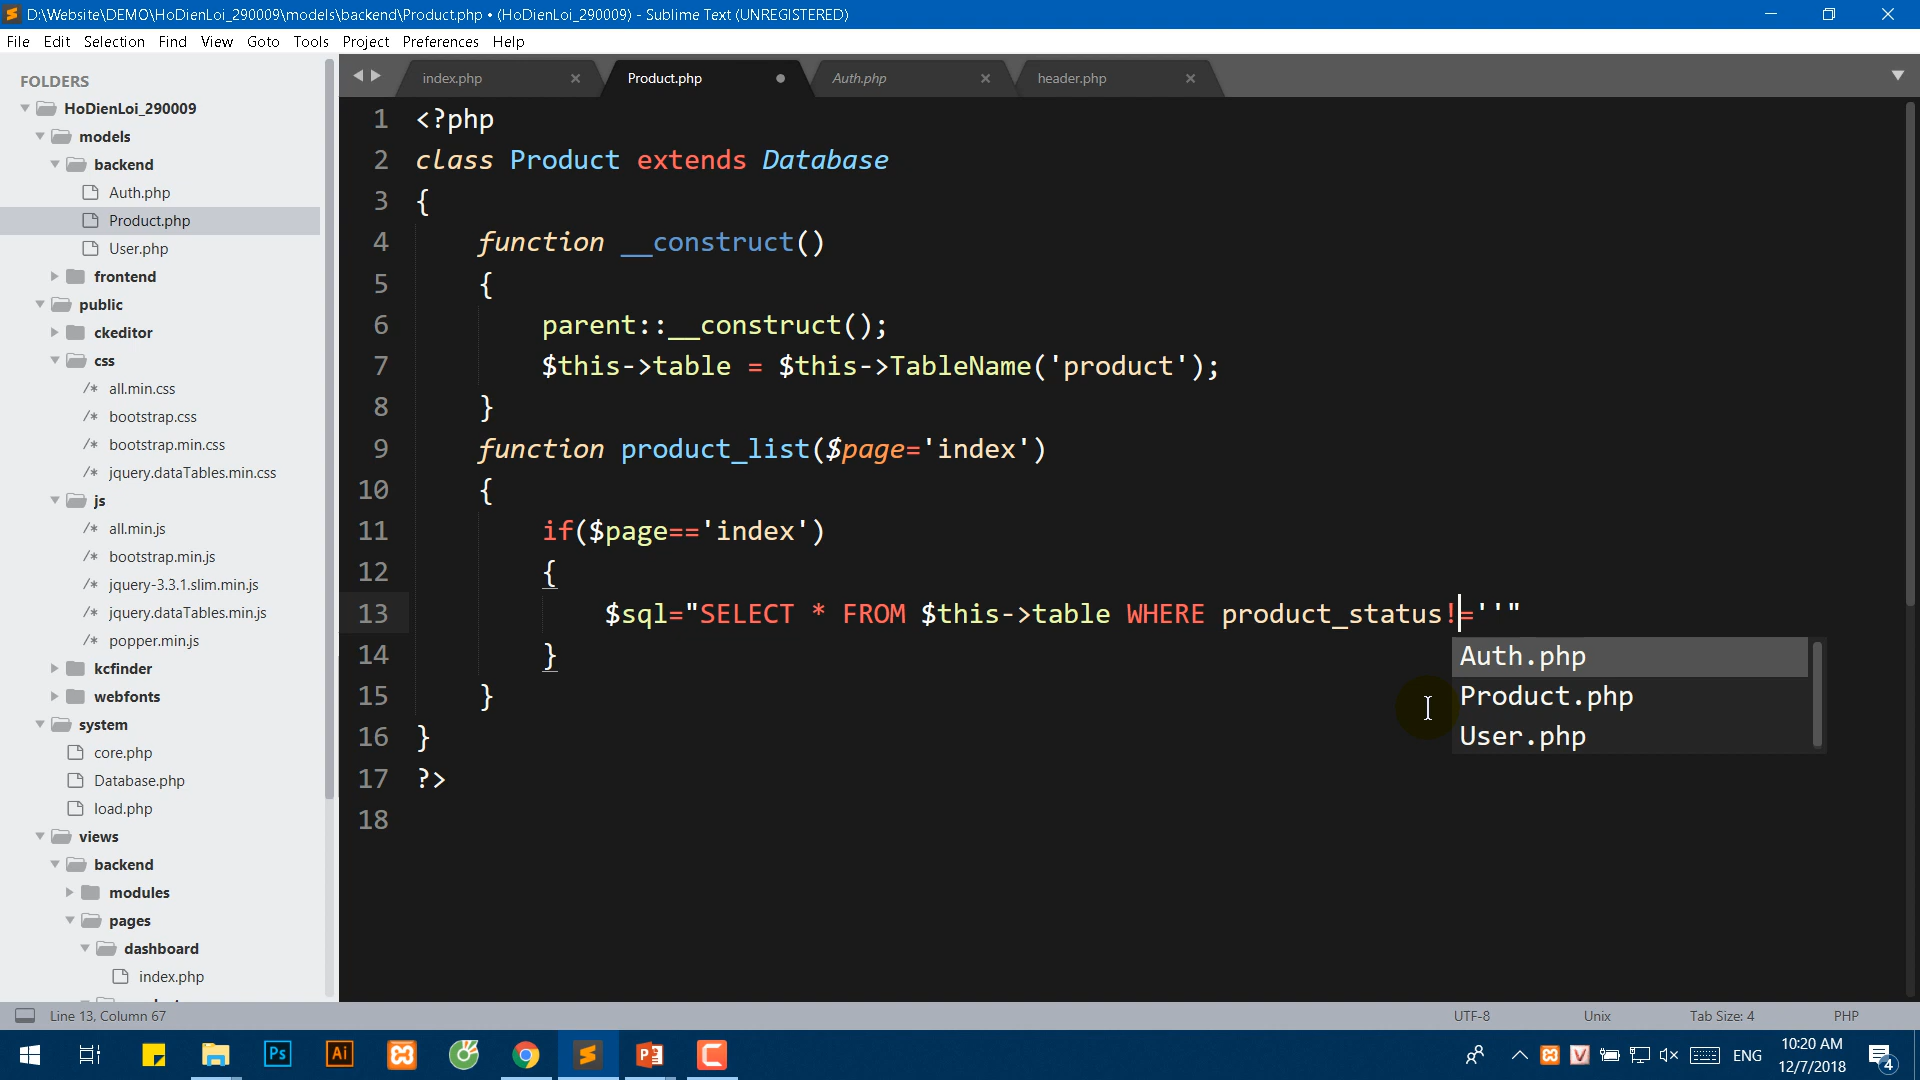 D:\Website\DEMO\HoDienLoi_290009\models\backend\Product.php • (HoDienLoi_290009) - Sublime Text (UNREGISTERED)
File Edit Selection Find View Goto Tools Project Preferences Help
FOLDERS
HoDienLoi_290009
models
backend
Auth.php
Product.php
User.php
frontend
public
ckeditor
css
/* all.min.css
/* bootstrap.css
/* bootstrap.min.css
/* jquery.dataTables.min.css
js
/* all.min.js
/* bootstrap.min.js
/* jquery-3.3.1.slim.min.js
/* jquery.dataTables.min.js
/* popper.min.js
kcfinder
webfonts
system
core.php
Database.php
load.php
views
backend
modules
pages
dashboard
index.php
index.php Product.php Auth.php header.php
1 <?php
2 class Product extends Database
3 {
4 function __construct()
5 {
6 parent::__construct();
7 $this->table = $this->TableName('product');
8 }
9 function product_list($page='index')
10 {
11 if($page=='index')
12 {
13 $sql="SELECT * FROM $this->table WHERE product_status!=''"
14 }
15 }
16 }
17 ?>
18
Auth.php
Product.php
User.php
Line 13, Column 67 UTF-8 Unix Tab Size: 4 PHP
Ps Ai ENG 10:20 AM
12/7/2018 4